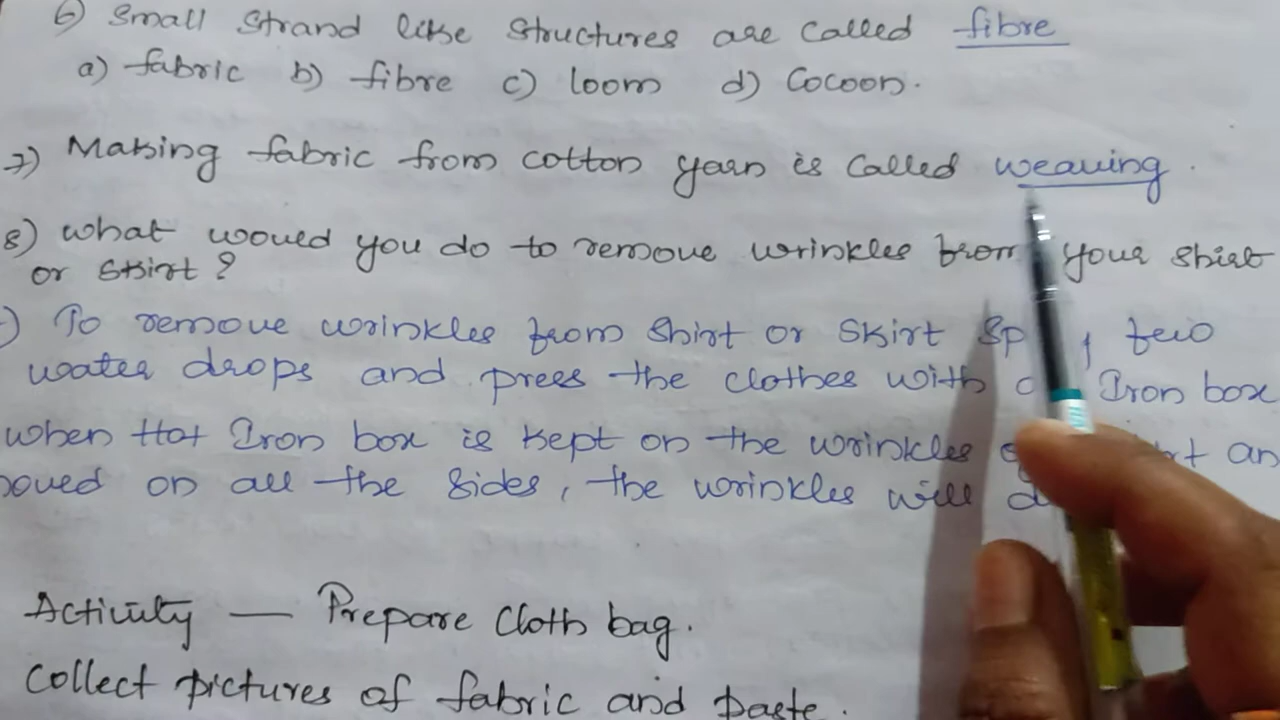 6) Small Strand like Structures are called fibre
a) fabric b) fibre c) loom d) Cocoon.
7) Making fabric from cotton yarn is called weaving.
8) what would you do to remove wrinkles from your shirt
or skirt?
) To remove wrinkles from Shirt or Skirt few
water drops and press the clothes with Iron box
when Hot Iron box is kept on the wrinkles
on all the Sides, the wrinkles will
Activity — Prepare Cloth bag.
Collect pictures of fabric and paste.